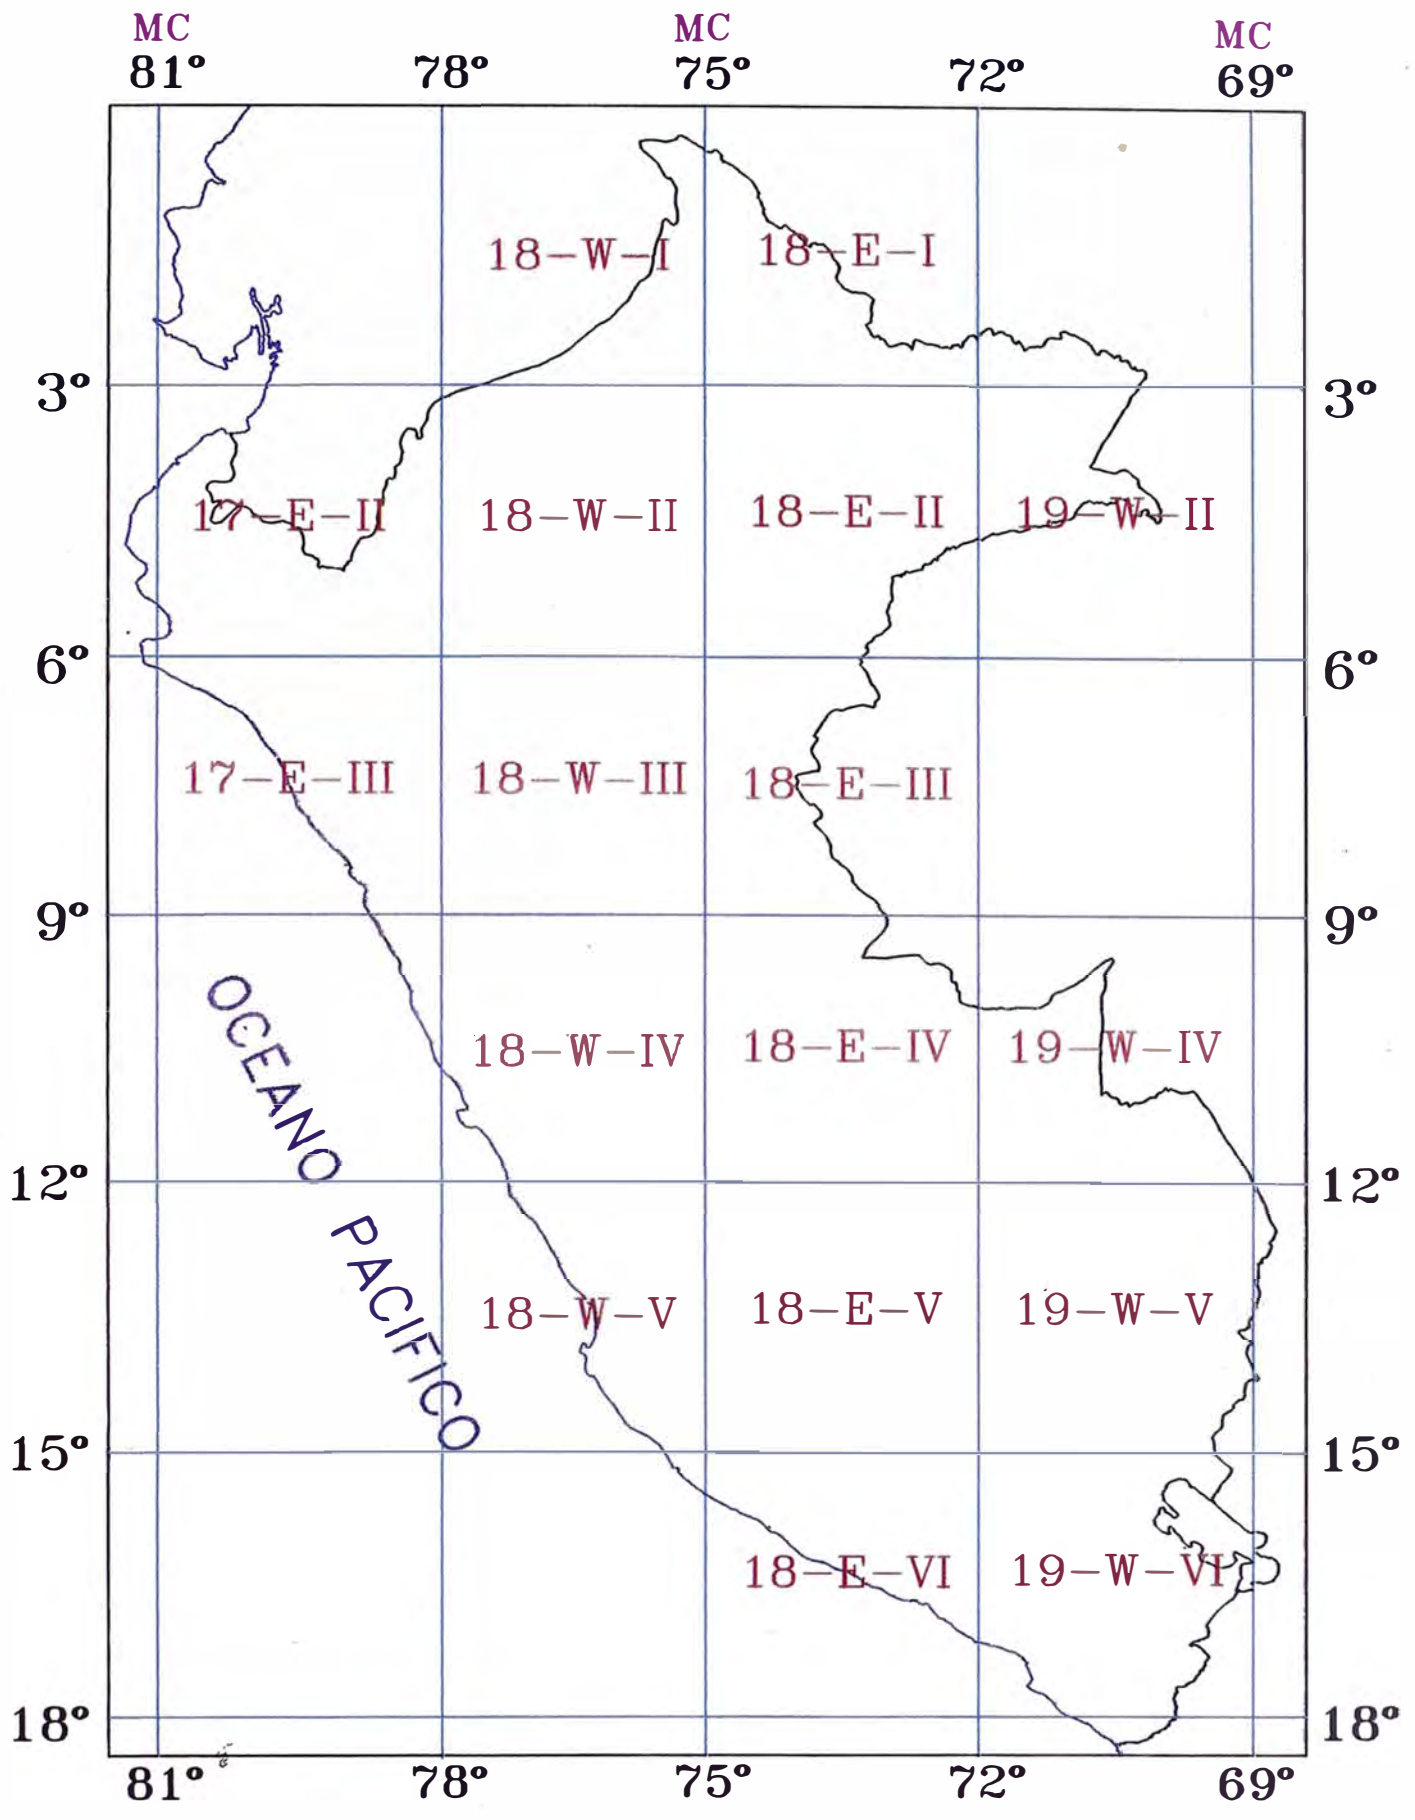 MC MC MC
81° 78° 75° 72° 69°
18-W-I 18-E-I
3° 3°
17-E-II 18-W-II 18-E-II 19-W-II
6° 6°
17-E-III 18-W-III 18-E-III
9° 9°
OCEANO PACIFICO
18-W-IV 18-E-IV 19-W-IV
12° 12°
18-W-V 18-E-V 19-W-V
15° 15°
18-E-VI 19-W-VI
18° 18°
81° 78° 75° 72° 69°